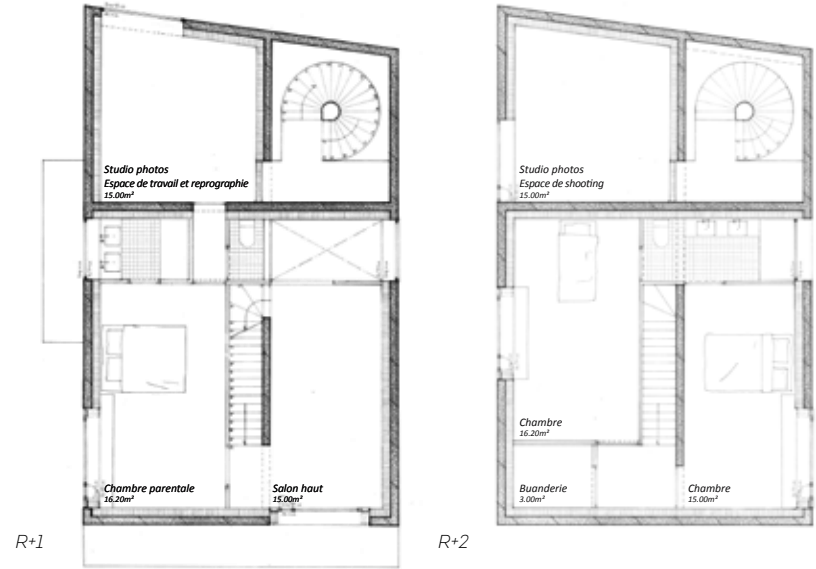 Studio photos
Espace de travail et reprographie
15.00m²
Chambre parentale
16.20m²
Salon haut
15.00m²
R+1
Studio photos
Espace de shooting
15.00m²
Chambre
16.20m²
Buanderie
3.00m²
Chambre
15.00m²
R+2